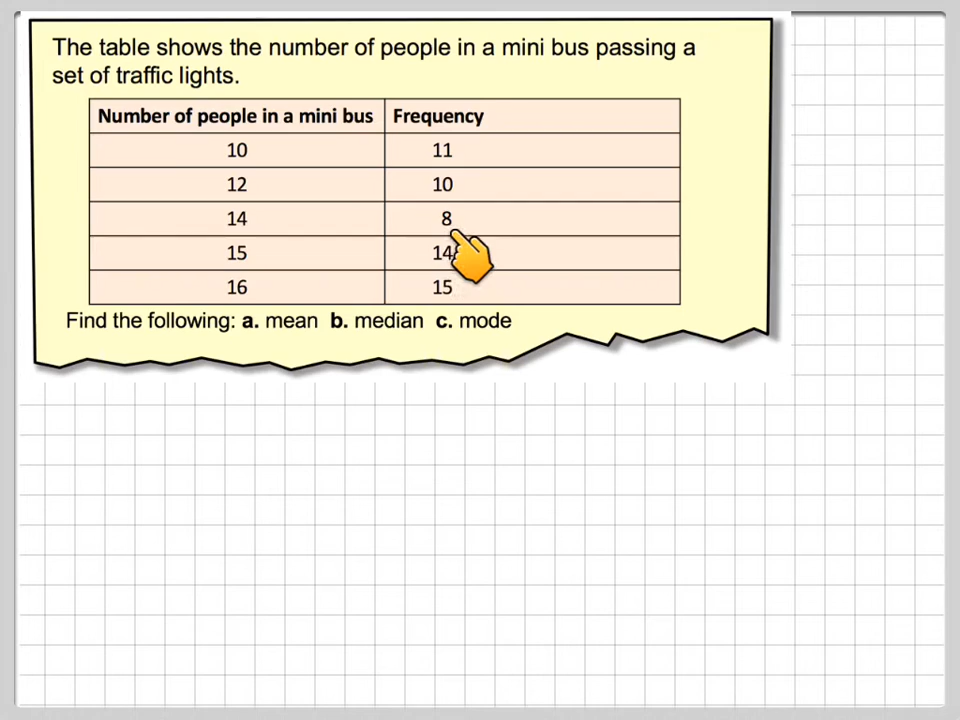 The table shows the number of people in a mini bus passing a
set of traffic lights.
Number of people in a mini bus Frequency
10 11
12 10
14 8
15 14
16 15
Find the following: a. mean b. median c. mode